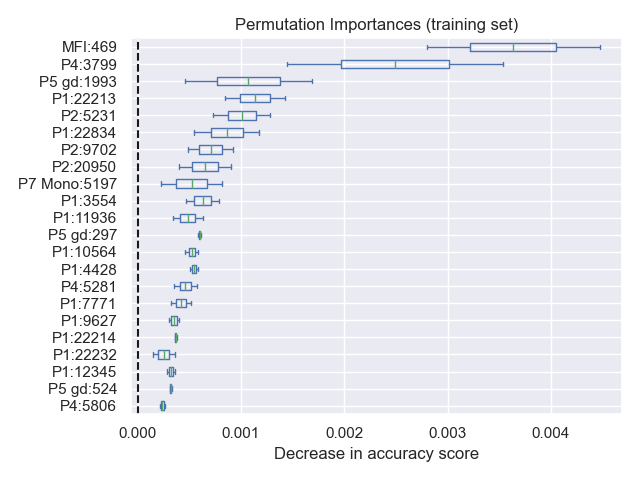 Permutation Importances (training set)
MFI:469
P4:3799
P5 gd:1993
P1:22213
P2:5231
P1:22834
P2:9702
P2:20950
P7 Mono:5197
P1:3554
P1:11936
P5 gd:297
P1:10564
P1:4428
P4:5281
P1:7771
P1:9627
P1:22214
P1:22232
P1:12345
P5 gd:524
P4:5806
0.000 0.001 0.002 0.003 0.004
Decrease in accuracy score